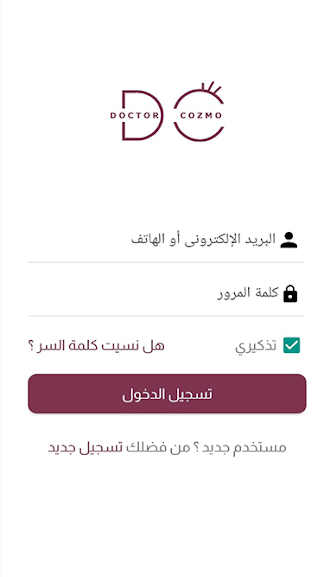 DOCTOR COZMO
البريد الإلكترونى أو الهاتف
كلمة المرور
تذكيري
هل نسيت كلمة السر ؟
تسجيل الدخول
مستخدم جديد ؟ من فضلك تسجيل جديد